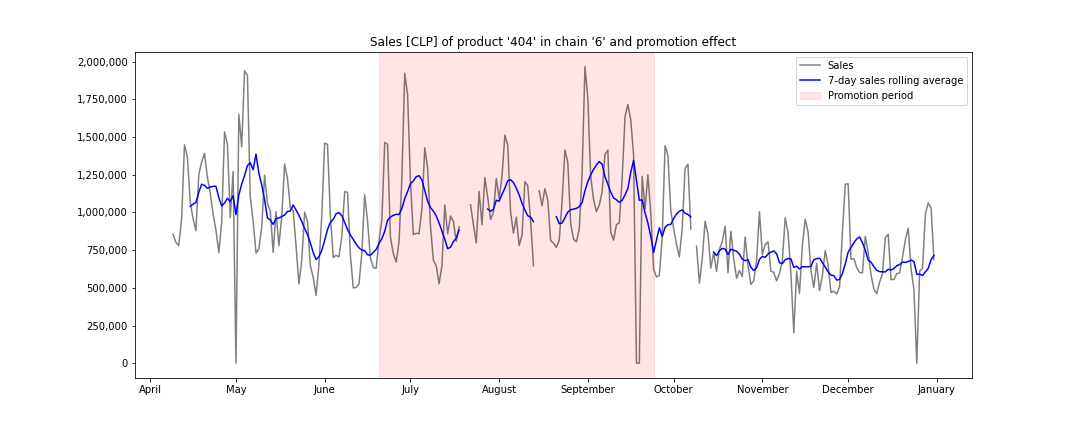 Sales [CLP] of product '404' in chain '6' and promotion effect
2,000,000
1,750,000
1,500,000
1,250,000
1,000,000
750,000
500,000
250,000
0
Sales
7-day sales rolling average
Promotion period
April May June July August September October November December January